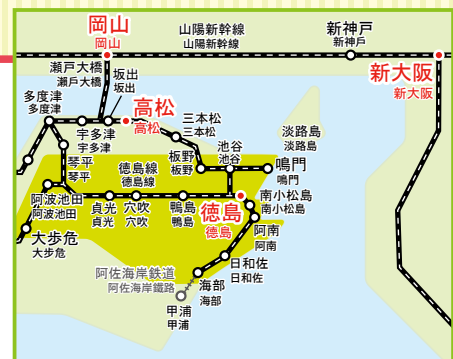 岡山
岡山
山陽新幹線
山陽新幹線
新神戸
新神戸
新大阪
新大阪
瀬戸大橋
瀬戶大橋
坂出
坂出
多度津
多度津
高松
高松
宇多津
宇多津
三本松
三本松
淡路島
淡路島
琴平
琴平
板野
板野
池谷
池谷
鳴門
鳴門
徳島線
徳島線
阿波池田
阿波池田
貞光
貞光
穴吹
穴吹
鴨島
鴨島
徳島
德島
南小松島
南小松島
阿南
阿南
大歩危
大步危
日和佐
日和佐
阿佐海岸鉄道
阿佐海岸鐵路
海部
海部
甲浦
甲浦